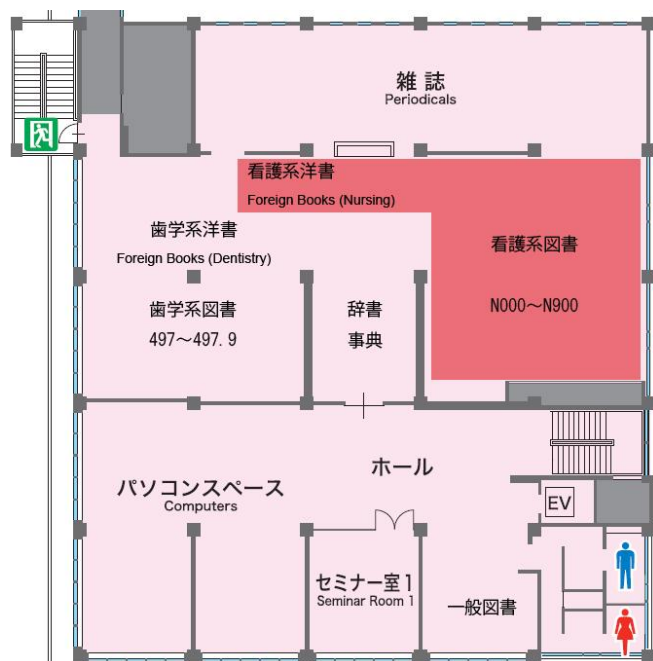 雑誌
Periodicals
看護系洋書
Foreign Books (Nursing)
歯学系洋書
Foreign Books (Dentistry)
看護系図書
N000～N900
歯学系図書
497～497.9
辞書
事典
ホール
パソコンスペース
Computers
EV
セミナー室1
Seminar Room 1
一般図書